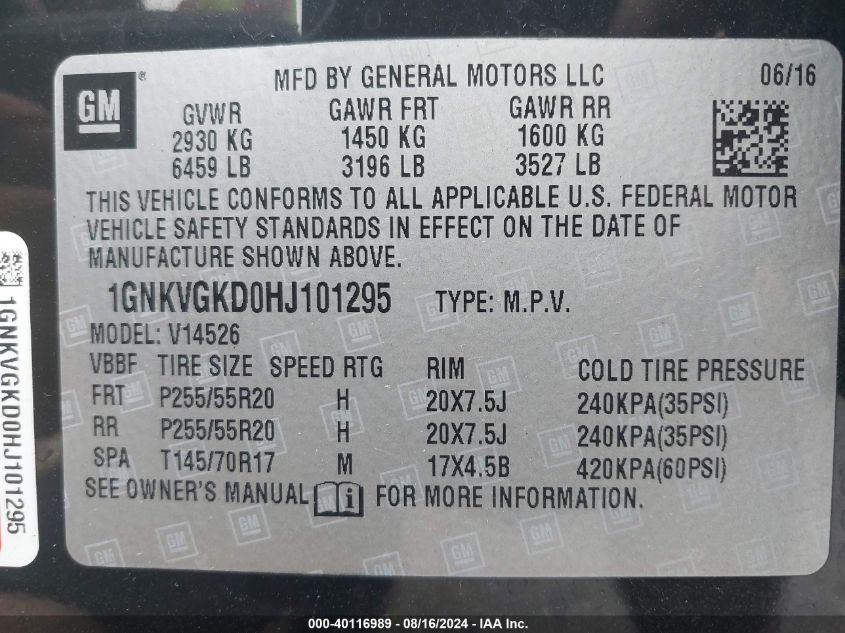 MFD BY GENERAL MOTORS LLC 06/16
GM®
GVWR GAWR FRT GAWR RR
2930 KG 1450 KG 1600 KG
6459 LB 3196 LB 3527 LB
THIS VEHICLE CONFORMS TO ALL APPLICABLE U.S. FEDERAL MOTOR
VEHICLE SAFETY STANDARDS IN EFFECT ON THE DATE OF
MANUFACTURE SHOWN ABOVE.
1GNKVGKD0HJ101295 TYPE: M.P.V.
MODEL: V14526
VBBF TIRE SIZE SPEED RTG RIM COLD TIRE PRESSURE
FRT P255/55R20 H 20X7.5J 240KPA(35PSI)
RR P255/55R20 H 20X7.5J 240KPA(35PSI)
SPA T145/70R17 M 17X4.5B 420KPA(60PSI)
SEE OWNER'S MANUAL i FOR MORE INFORMATION.
1GNKVGKD0HJ101295
000-40116989 - 08/16/2024 - IAA Inc.